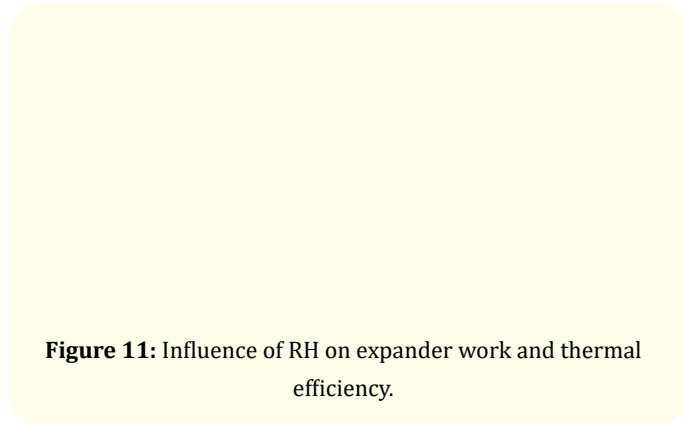 Figure 11: Influence of RH on expander work and thermal
efficiency.